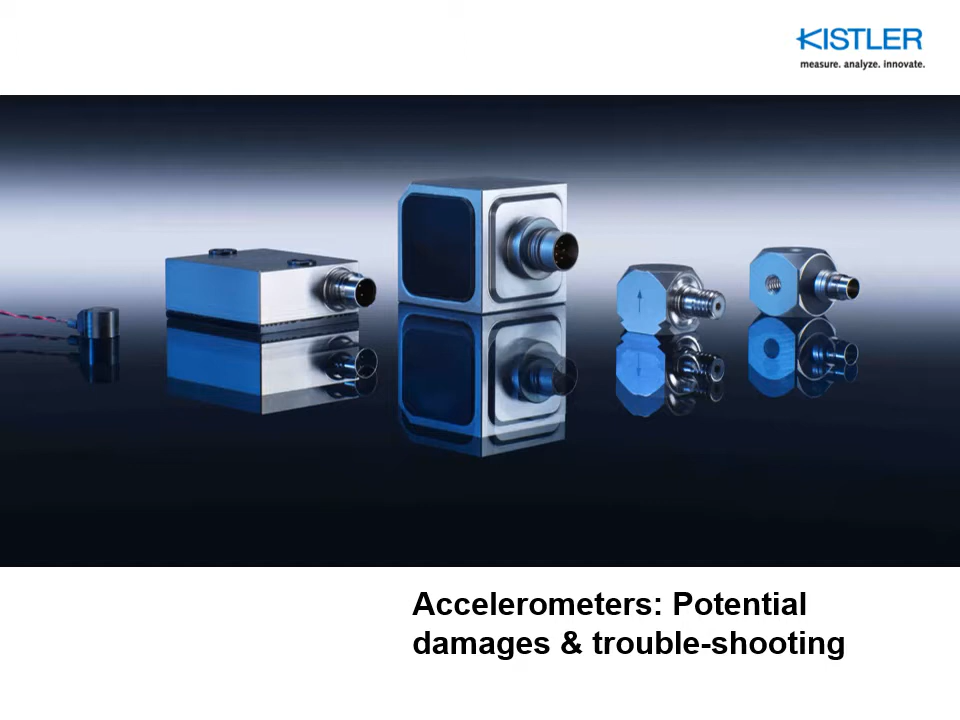 KISTLER
measure. analyze. innovate.
Accelerometers: Potential
damages & trouble-shooting